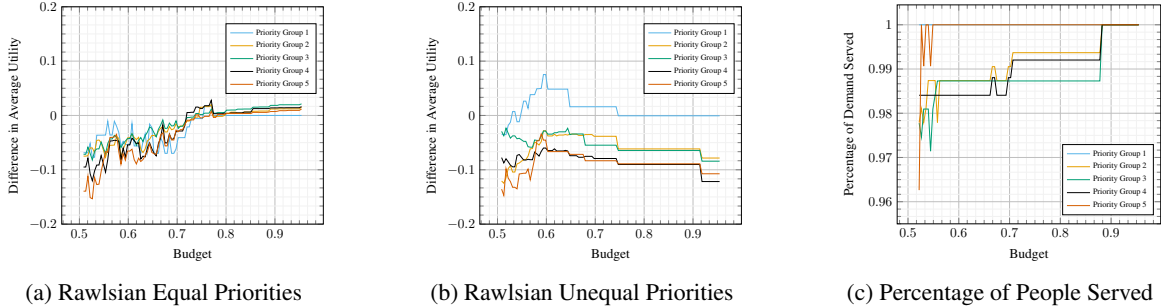 0.2
0.1
0
−0.1
−0.2
Difference in Average Utility
Priority Group 1
Priority Group 2
Priority Group 3
Priority Group 4
Priority Group 5
0.5 0.6 0.7 0.8 0.9
Budget
(a) Rawlsian Equal Priorities
0.2
0.1
0
−0.1
−0.2
Difference in Average Utility
Priority Group 1
Priority Group 2
Priority Group 3
Priority Group 4
Priority Group 5
0.5 0.6 0.7 0.8 0.9
Budget
(b) Rawlsian Unequal Priorities
1
0.99
0.98
0.97
0.96
Percentage of Demand Served
Priority Group 1
Priority Group 2
Priority Group 3
Priority Group 4
Priority Group 5
0.5 0.6 0.7 0.8 0.9
Budget
(c) Percentage of People Served